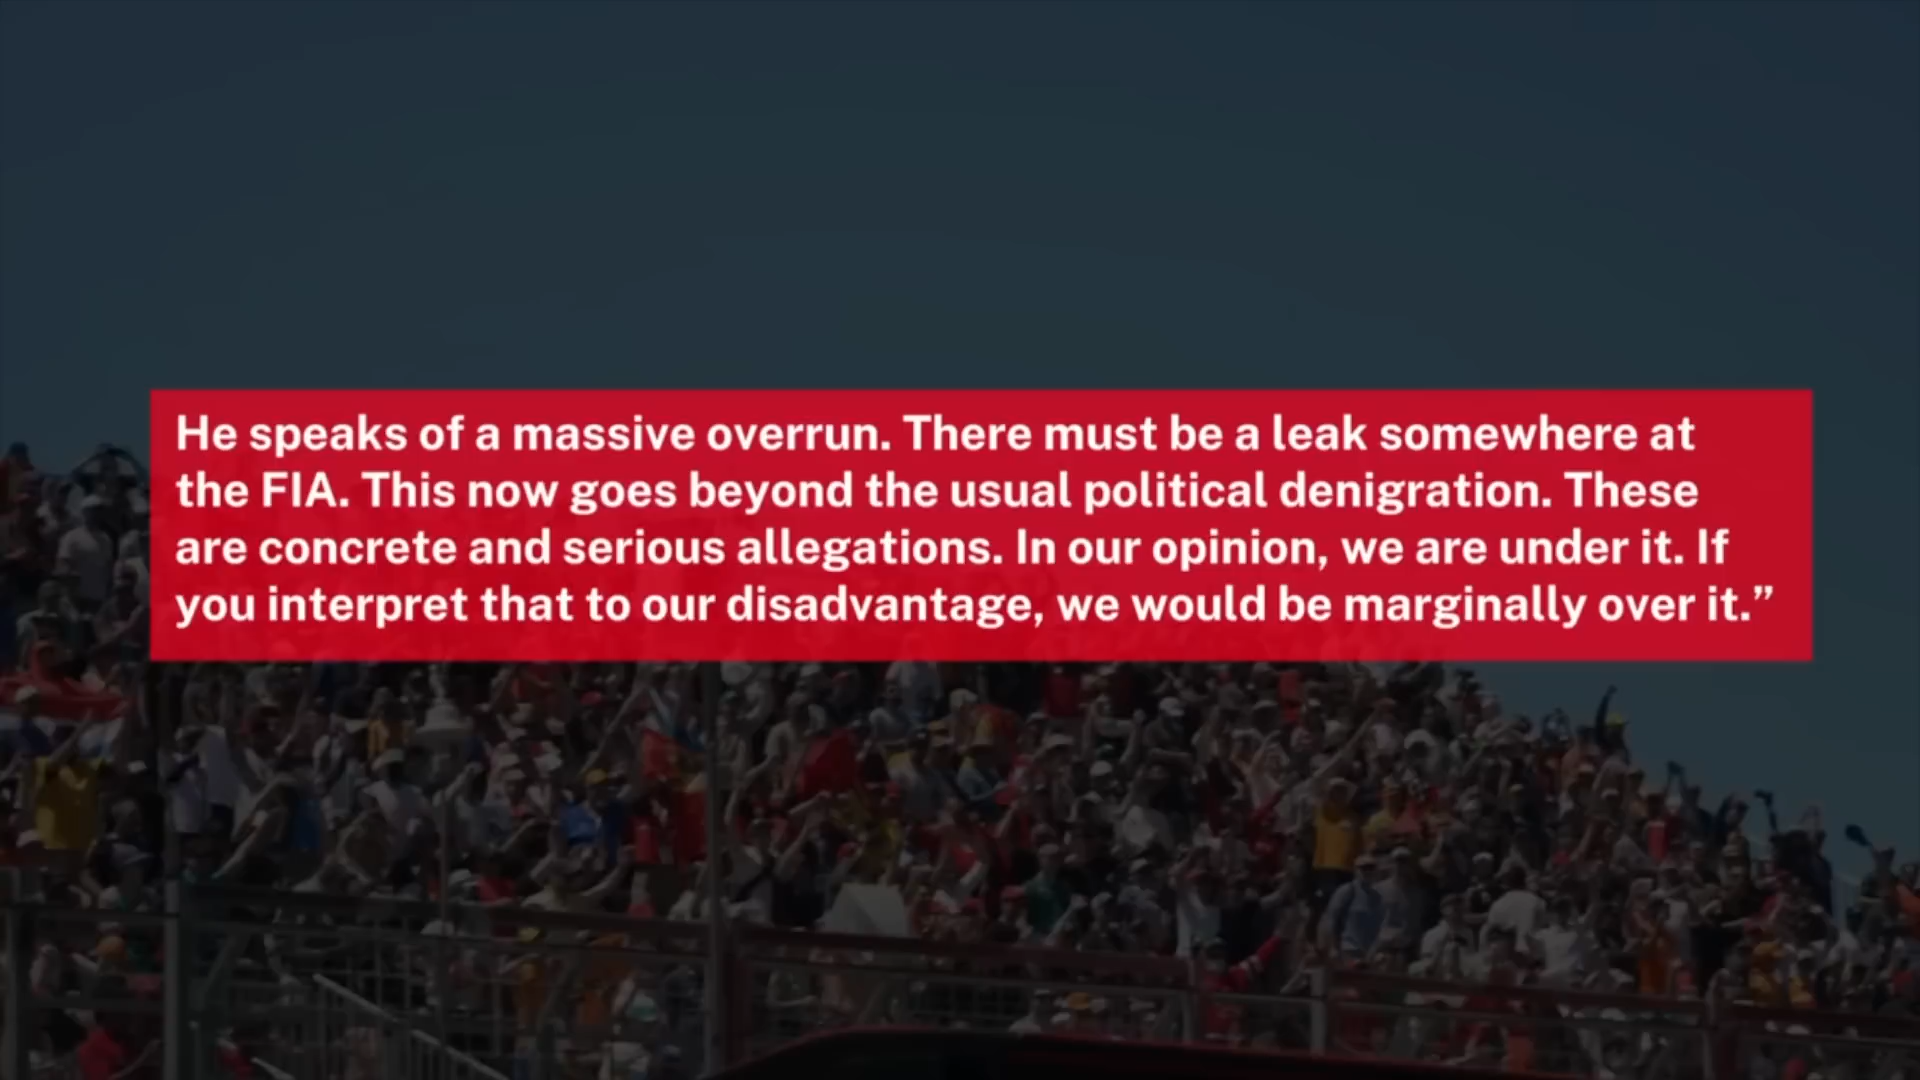 He speaks of a massive overrun. There must be a leak somewhere at
the FIA. This now goes beyond the usual political denigration. These
are concrete and serious allegations. In our opinion, we are under it. If
you interpret that to our disadvantage, we would be marginally over it.”